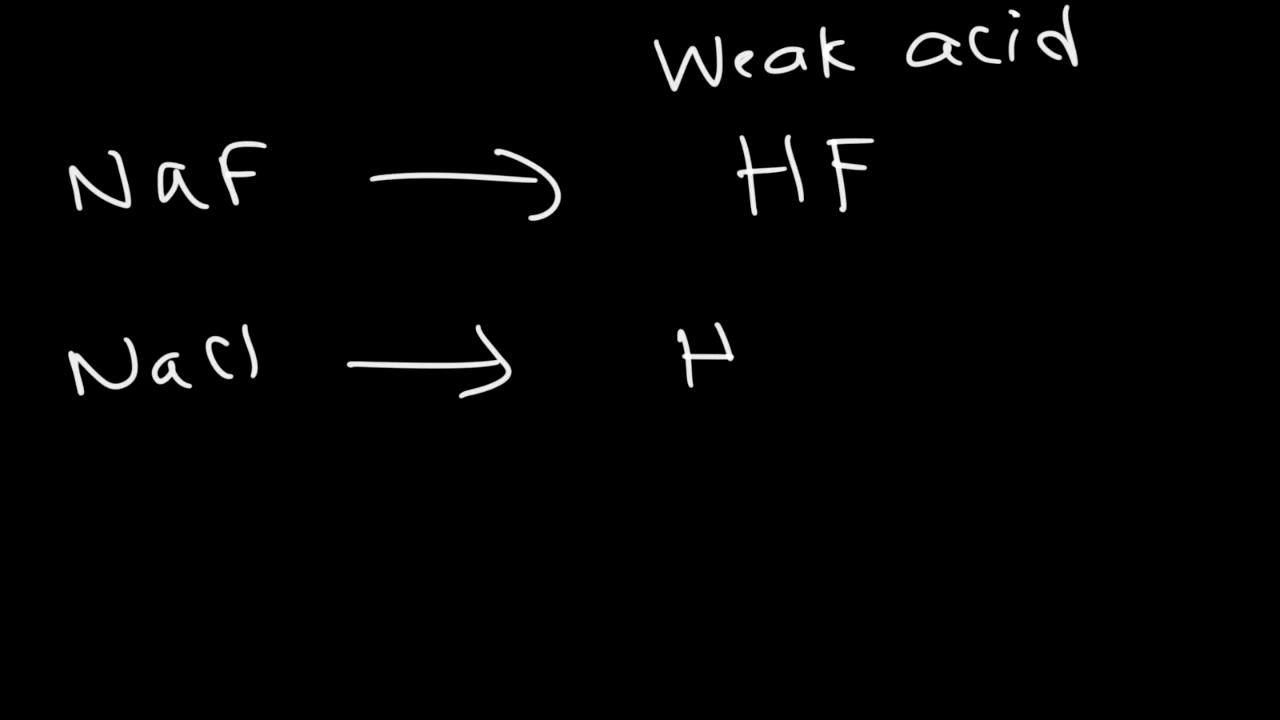 Weak acid
NaF → HF
NaCl → H